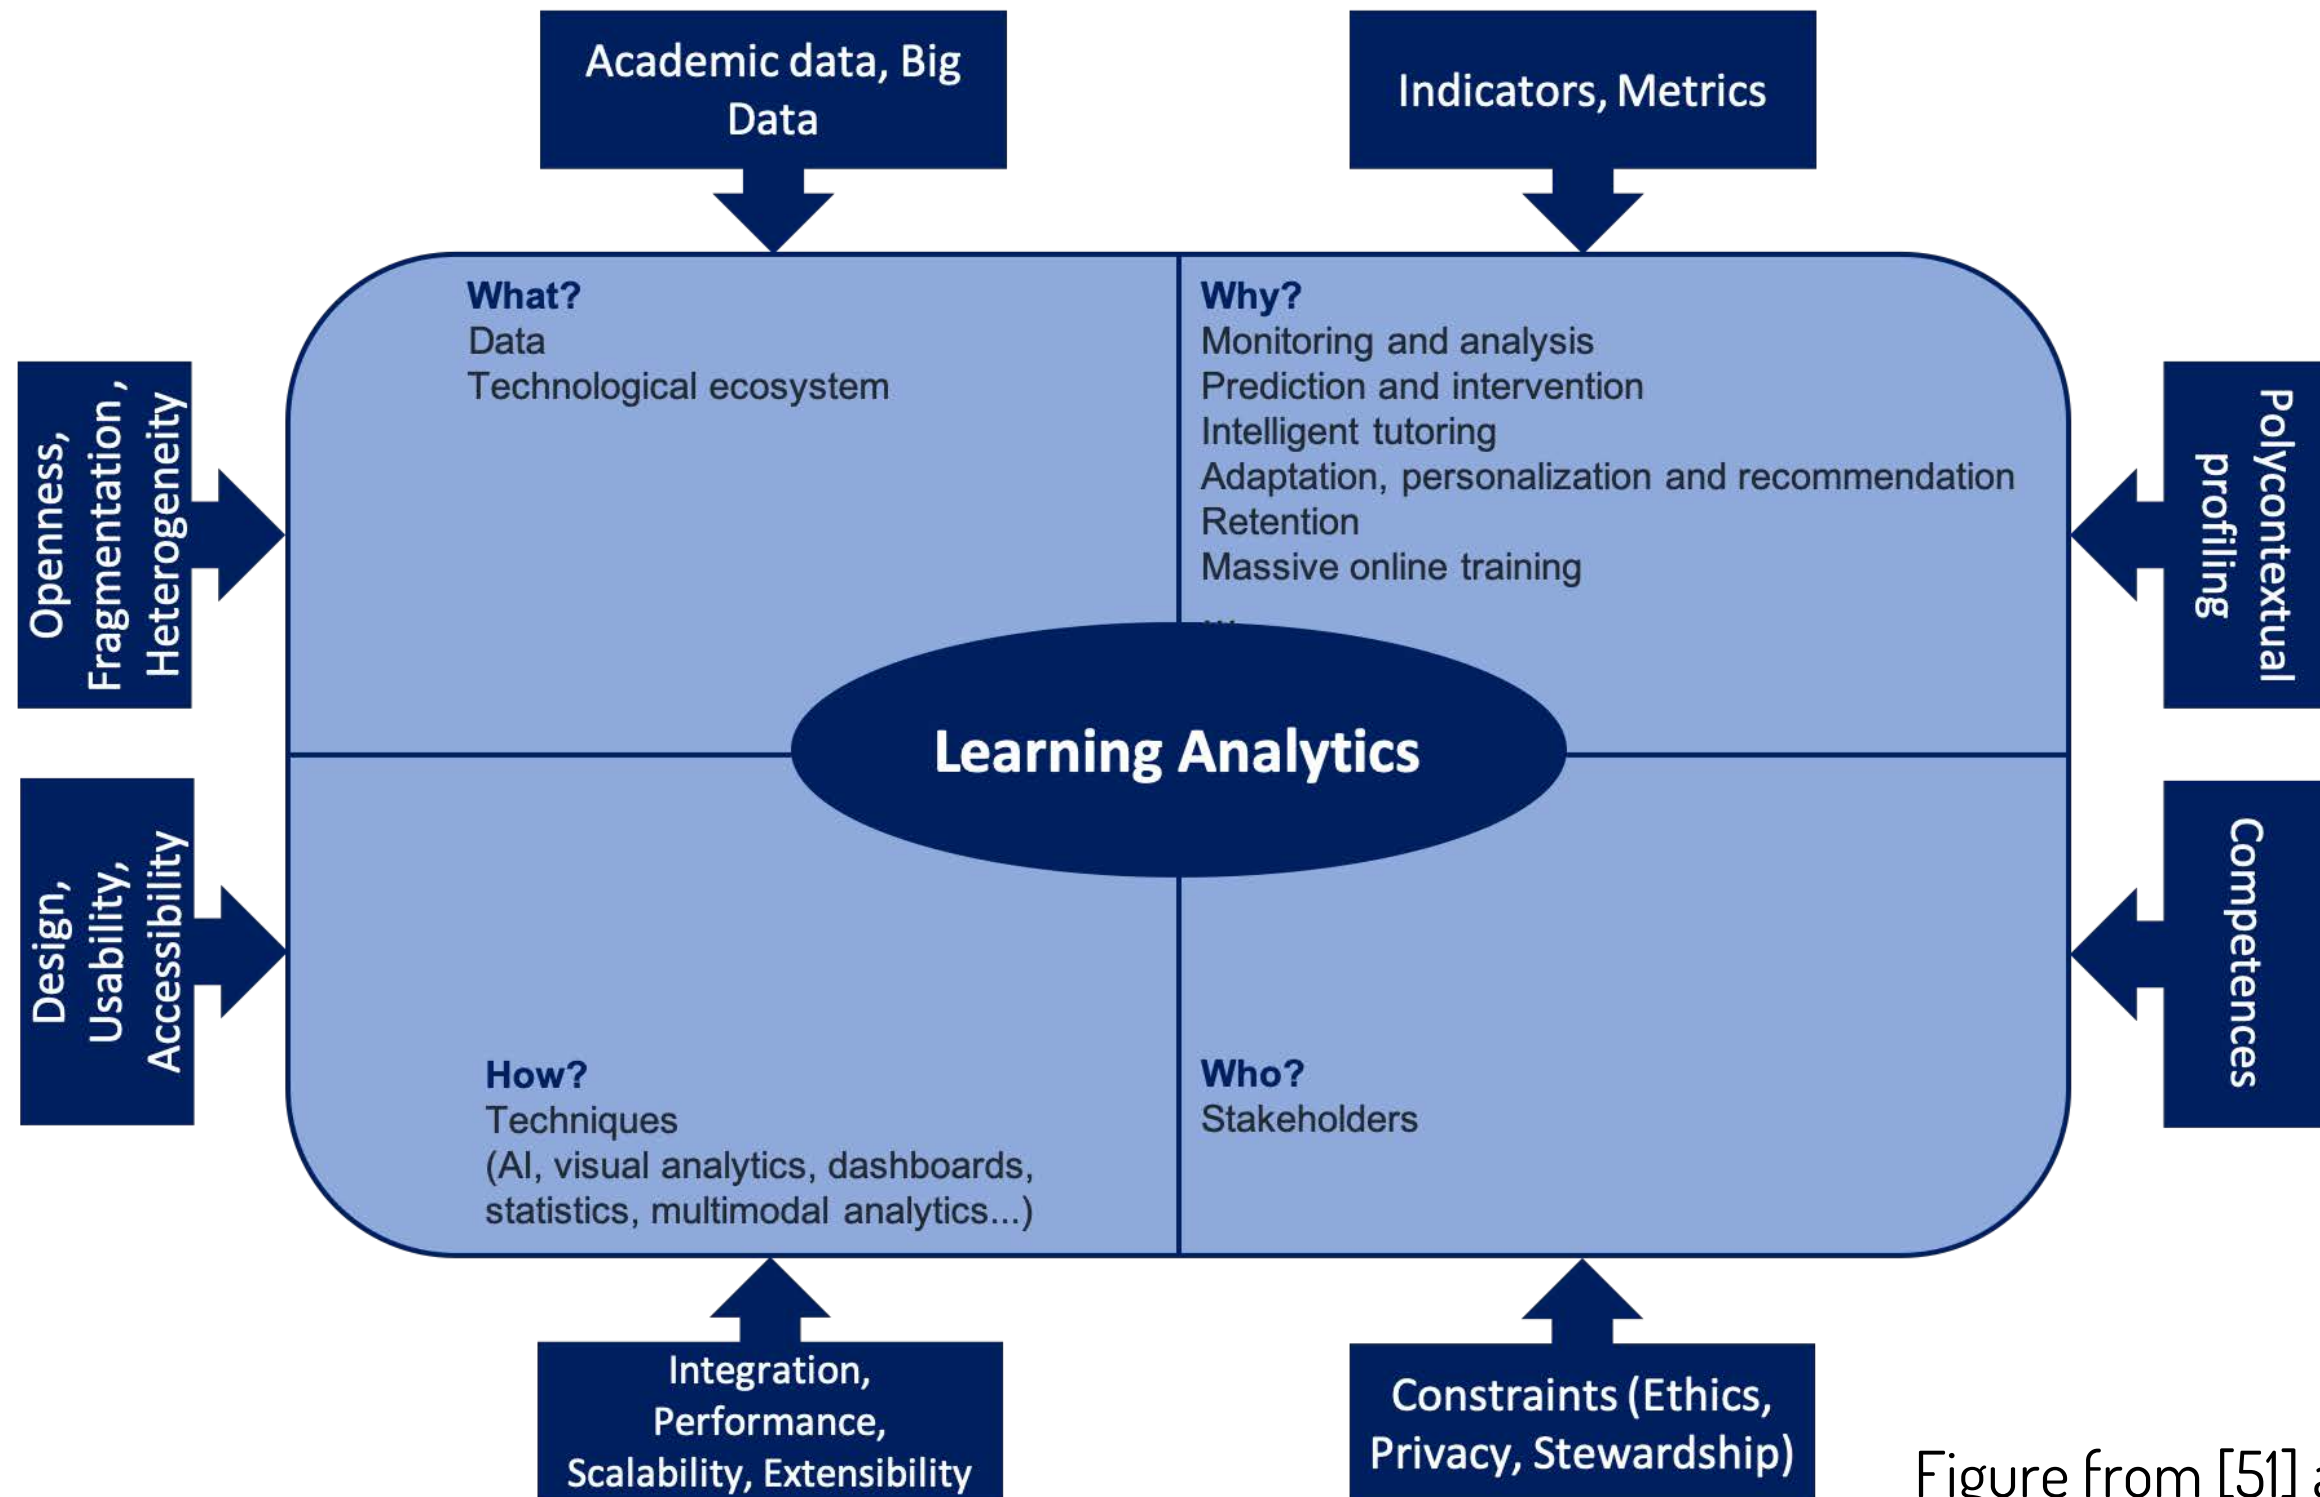 Academic data, Big
Data
Indicators, Metrics
Openness,
Fragmentation ,
Heterogeneity
What?
Data
Technological ecosystem
Why?
Monitoring and analysis
Prediction and intervention
Intelligent tutoring
Adaptation, personalization and recommendation
Retention
Massive online training
...
Polycontextual
profiling
Learning Analytics
Design,
Usability,
Accessibility
How?
Techniques
(AI, visual analytics, dashboards,
statistics, multimodal analytics...)
Who?
Stakeholders
Competences
Integration,
Performance,
Scalability, Extensibility
Constraints (Ethics,
Privacy, Stewardship)
Figure from [51]